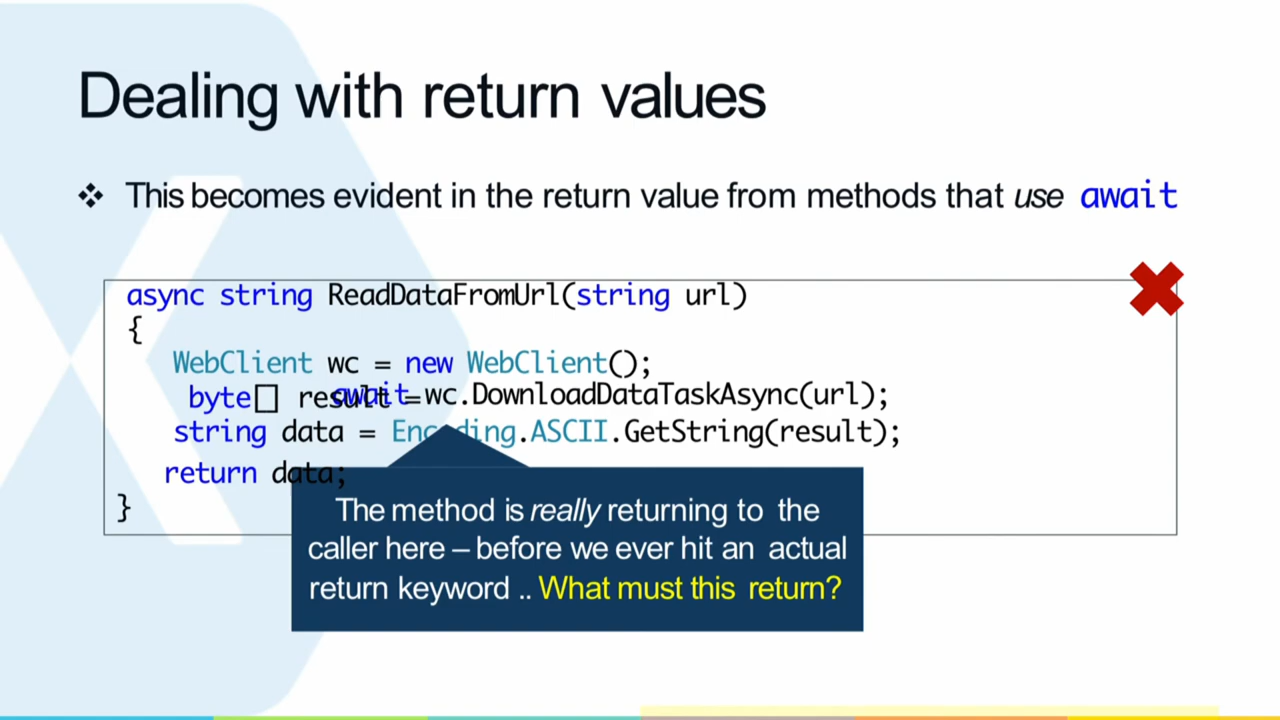 Dealing with return values
❖ This becomes evident in the return value from methods that use await
async string ReadDataFromUrl(string url)
{
WebClient wc = new WebClient();
byte[] result = await wc.DownloadDataTaskAsync(url);
string data = Encoding.ASCII.GetString(result);
return data;
}
The method is really returning to the
caller here – before we ever hit an actual
return keyword .. What must this return?